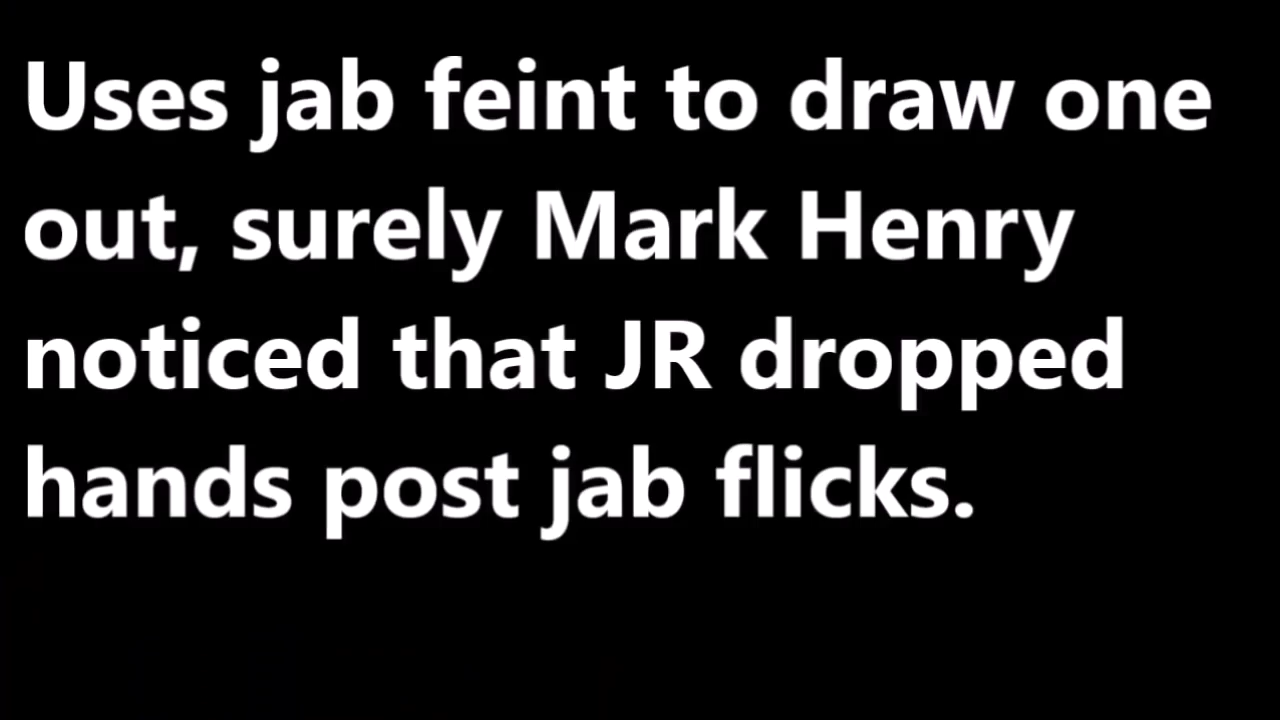 Uses jab feint to draw one
out, surely Mark Henry
noticed that JR dropped
hands post jab flicks.